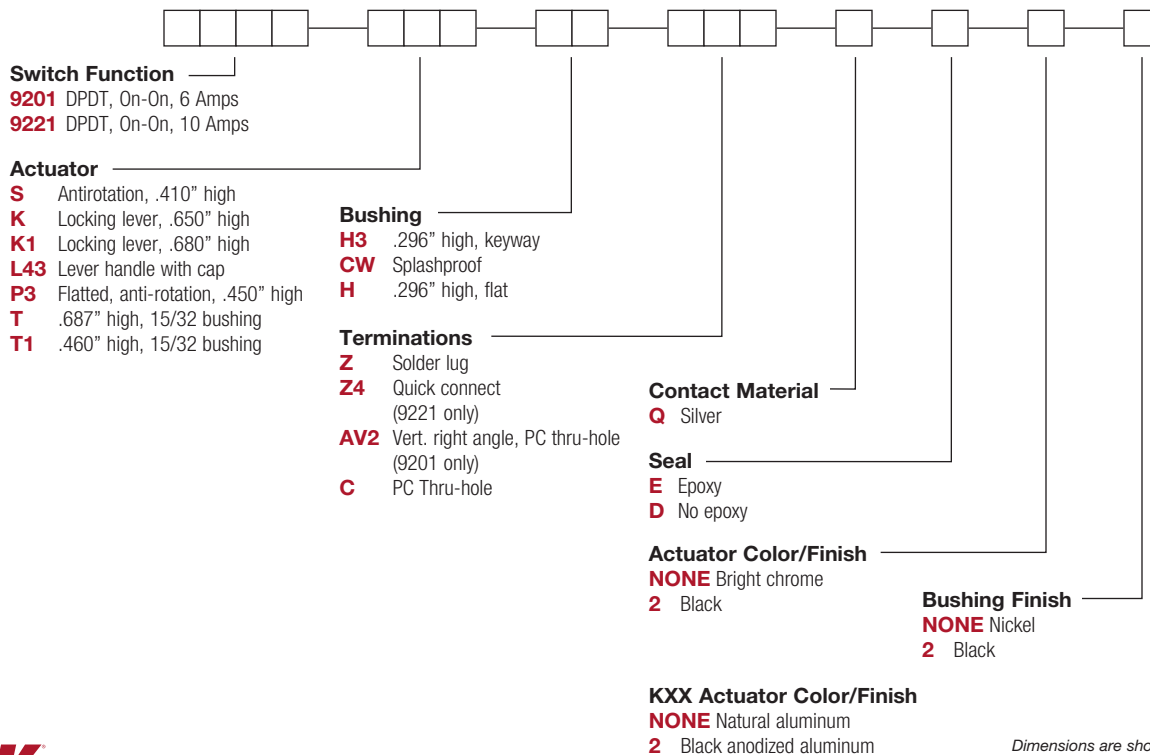 Switch Function
9201 DPDT, On-On, 6 Amps
9221 DPDT, On-On, 10 Amps
Actuator
S Antirotation, .410” high
K Locking lever, .650” high
K1 Locking lever, .680” high
L43 Lever handle with cap
P3 Flatted, anti-rotation, .450” high
T .687” high, 15/32 bushing
T1 .460” high, 15/32 bushing
Bushing
H3 .296” high, keyway
CW Splashproof
H .296” high, flat
Terminations
Z Solder lug
Z4 Quick connect
(9221 only)
AV2 Vert. right angle, PC thru-hole
(9201 only)
C PC Thru-hole
Contact Material
Q Silver
Seal
E Epoxy
D No epoxy
Actuator Color/Finish
NONE Bright chrome
2 Black
Bushing Finish
NONE Nickel
2 Black
KXX Actuator Color/Finish
NONE Natural aluminum
2 Black anodized aluminum
Dimensions are sho